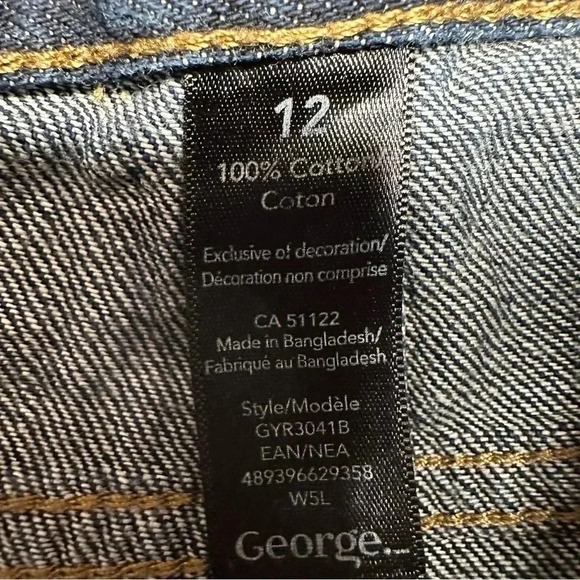 12
100% Cotton/
Coton
Exclusive of decoration/
Décoration non comprise
CA 51122
Made in Bangladesh/
Fabriqué au Bangladesh
Style/Modèle
GYR3041B
EAN/NEA
489396629358
W5L
George.